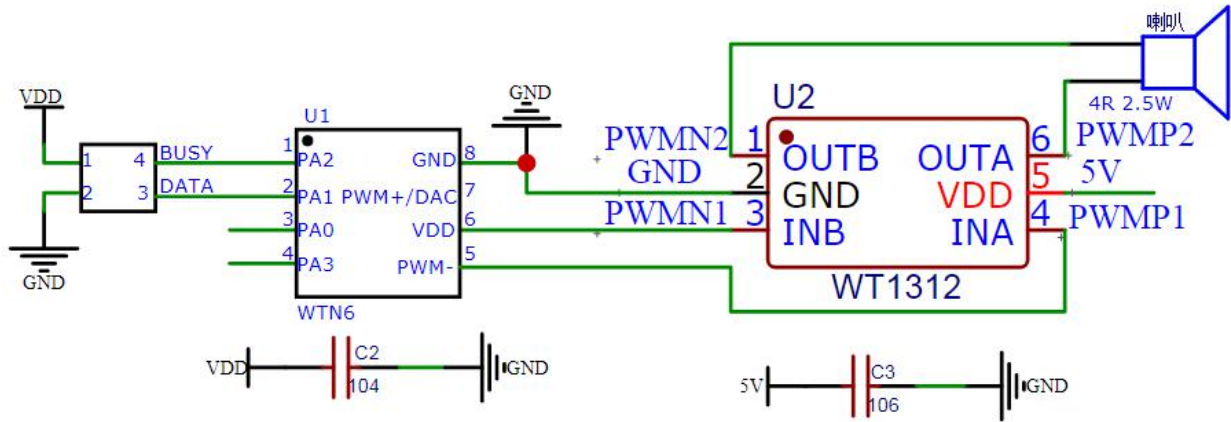 VDD
1 4 BUSY
2 3 DATA
GND
U1
1 PA2 GND 8
2 PA1 PWM+/DAC 7
3 PA0 VDD 6
4 PA3 PWM- 5
WTN6
GND
喇叭
4R 2.5W
U2
PWMN2 1 OUTB OUTA 6 PWMP2
GND 2 GND VDD 5 5V
PWMN1 3 INB INA 4 PWMP1
WT1312
VDD C2 GND
104
5V C3 GND
106